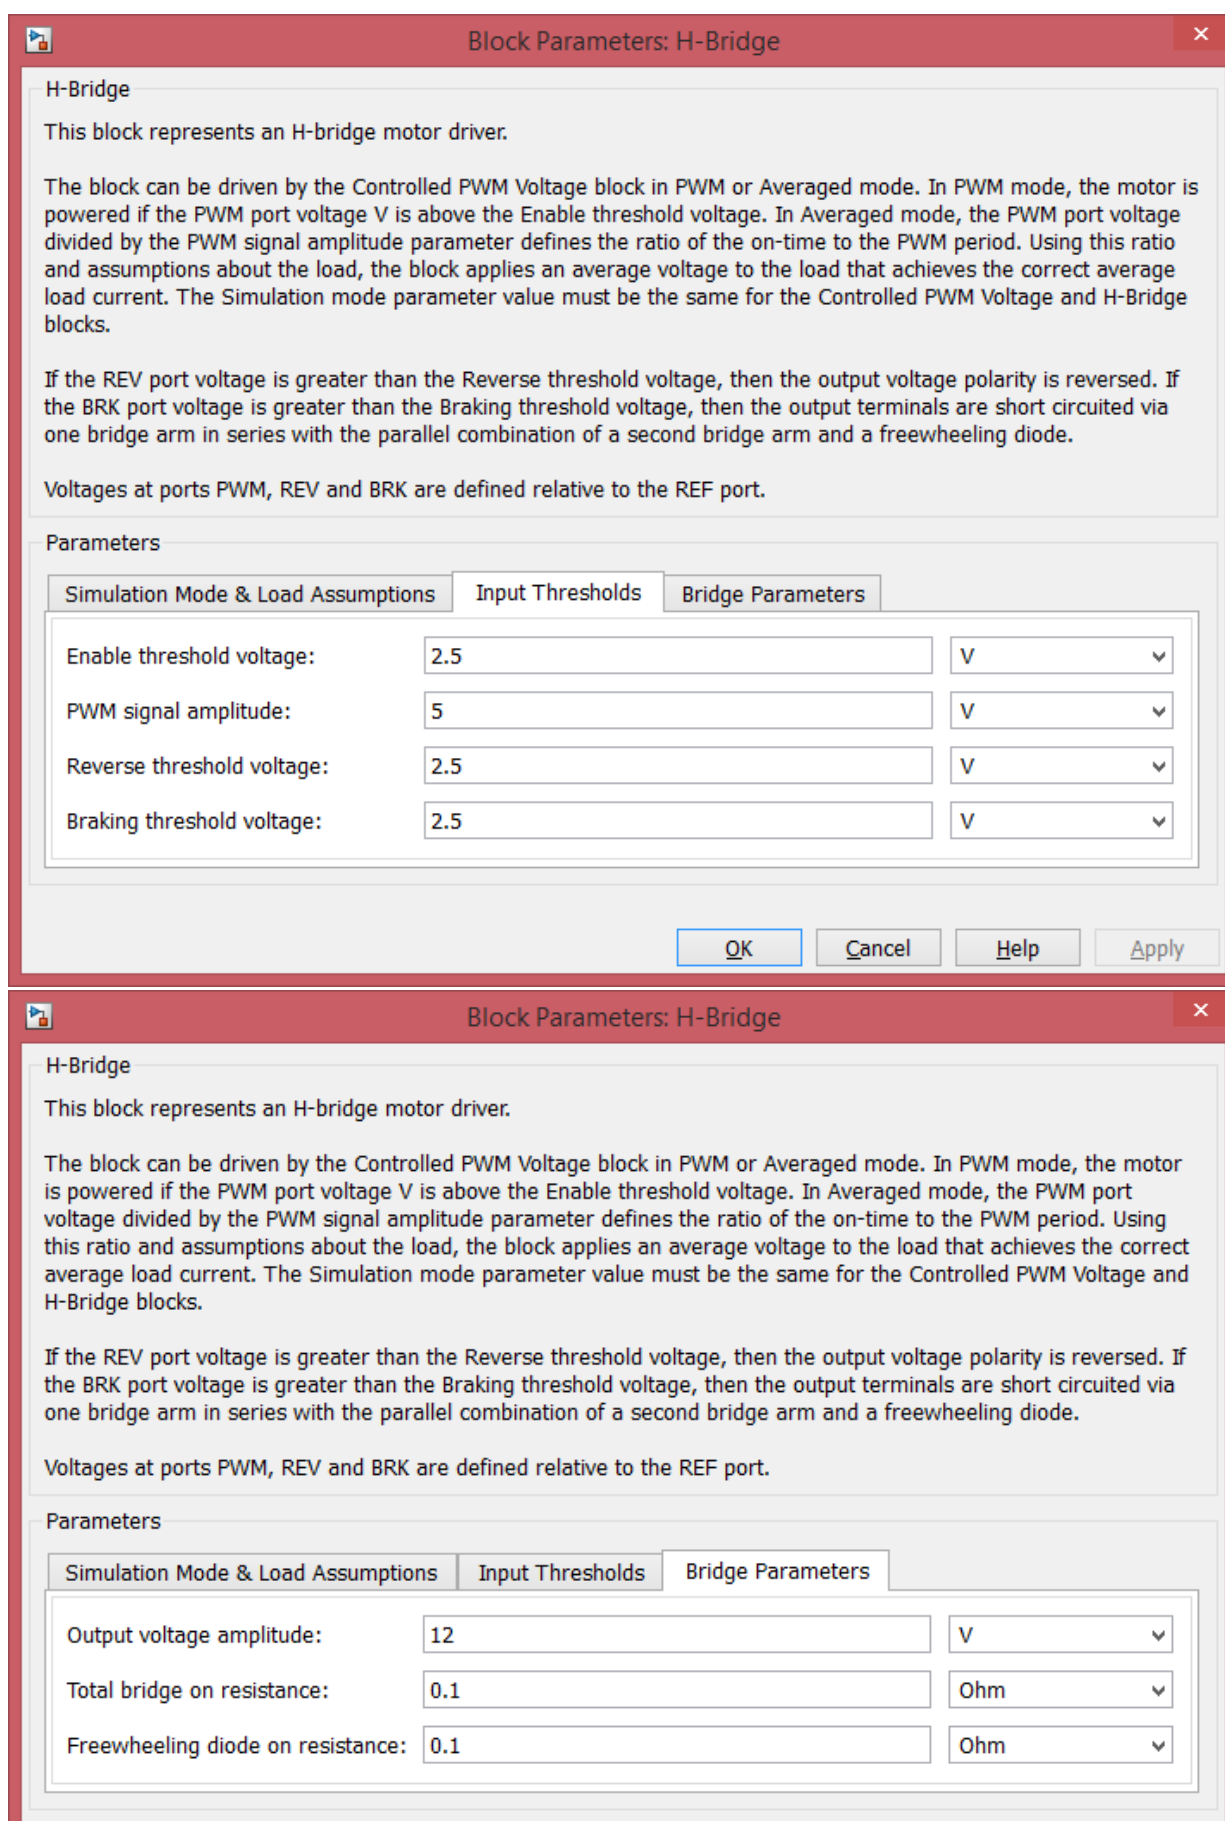 Block Parameters: H-Bridge
H-Bridge
This block represents an H-bridge motor driver.
The block can be driven by the Controlled PWM Voltage block in PWM or Averaged mode. In PWM mode, the motor is
powered if the PWM port voltage V is above the Enable threshold voltage. In Averaged mode, the PWM port voltage
divided by the PWM signal amplitude parameter defines the ratio of the on-time to the PWM period. Using this ratio
and assumptions about the load, the block applies an average voltage to the load that achieves the correct average
load current. The Simulation mode parameter value must be the same for the Controlled PWM Voltage and H-Bridge
blocks.
If the REV port voltage is greater than the Reverse threshold voltage, then the output voltage polarity is reversed. If
the BRK port voltage is greater than the Braking threshold voltage, then the output terminals are short circuited via
one bridge arm in series with the parallel combination of a second bridge arm and a freewheeling diode.
Voltages at ports PWM, REV and BRK are defined relative to the REF port.
Parameters
Simulation Mode & Load Assumptions Input Thresholds Bridge Parameters
Enable threshold voltage: 2.5 V
PWM signal amplitude: 5 V
Reverse threshold voltage: 2.5 V
Braking threshold voltage: 2.5 V
OK Cancel Help Apply
Block Parameters: H-Bridge
H-Bridge
This block represents an H-bridge motor driver.
The block can be driven by the Controlled PWM Voltage block in PWM or Averaged mode. In PWM mode, the motor
is powered if the PWM port voltage V is above the Enable threshold voltage. In Averaged mode, the PWM port
voltage divided by the PWM signal amplitude parameter defines the ratio of the on-time to the PWM period. Using
this ratio and assumptions about the load, the block applies an average voltage to the load that achieves the correct
average load current. The Simulation mode parameter value must be the same for the Controlled PWM Voltage and
H-Bridge blocks.
If the REV port voltage is greater than the Reverse threshold voltage, then the output voltage polarity is reversed. If
the BRK port voltage is greater than the Braking threshold voltage, then the output terminals are short circuited via
one bridge arm in series with the parallel combination of a second bridge arm and a freewheeling diode.
Voltages at ports PWM, REV and BRK are defined relative to the REF port.
Parameters
Simulation Mode & Load Assumptions Input Thresholds Bridge Parameters
Output voltage amplitude: 12 V
Total bridge on resistance: 0.1 Ohm
Freewheeling diode on resistance: 0.1 Ohm